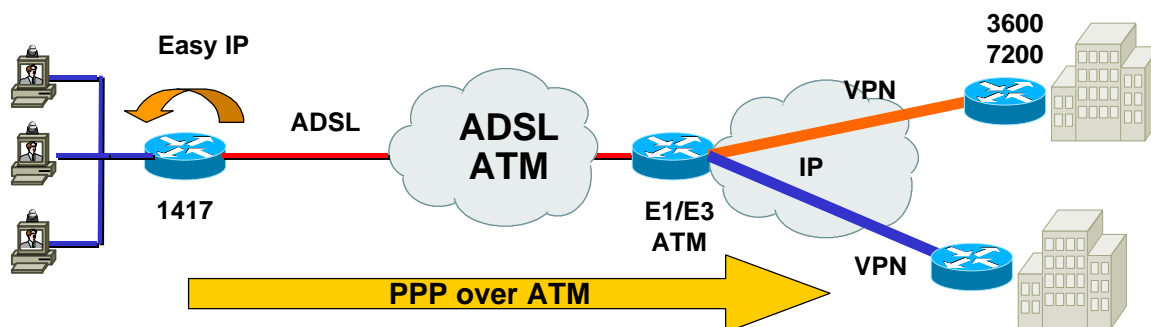 Easy IP
3600
7200
VPN
ADSL
ADSL
ATM
IP
1417
E1/E3
ATM
VPN
PPP over ATM